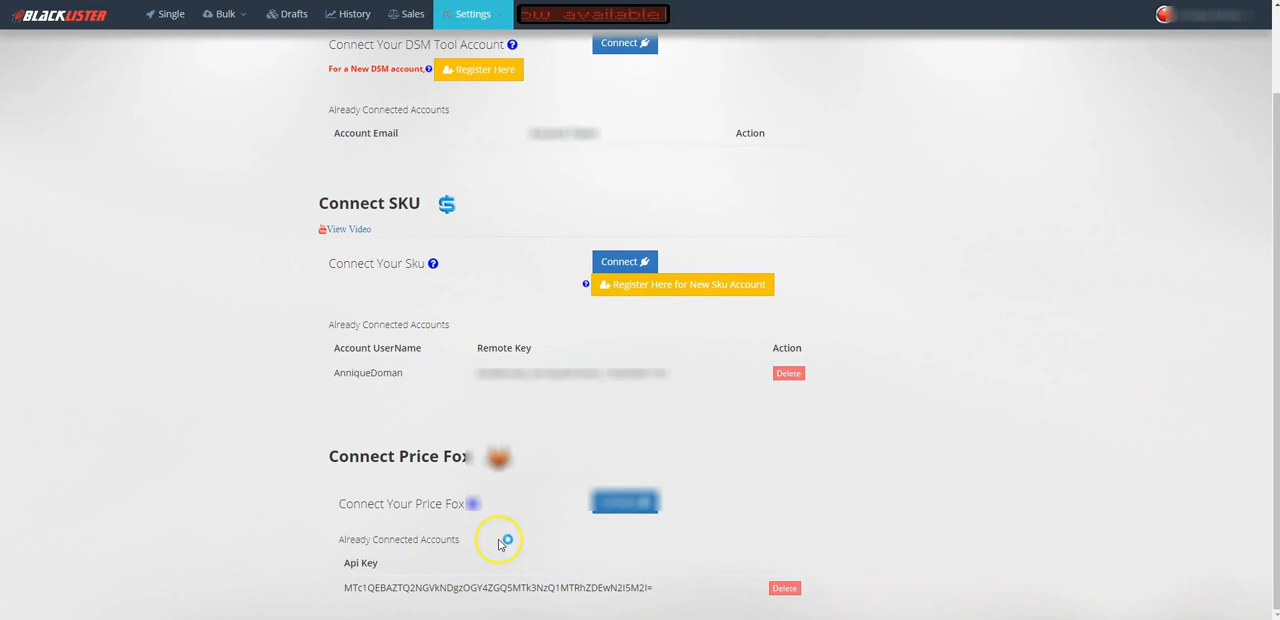 BLACKLISTER Single Bulk Drafts History Sales Settings ow available!
Connect Your DSM Tool Account Connect
For a New DSM account, Register Here
Already Connected Accounts
Account Email Action
Connect SKU
View Video
Connect Your Sku Connect
Register Here for New Sku Account
Already Connected Accounts
Account UserName Remote Key Action
AnniqueDoman Delete
Connect Price Fox
Connect Your Price Fox
Already Connected Accounts
Api Key
MTc1QEBAZTQ2NGVkNDgzOGY4ZGQ5MTk3NzQ1MTRhZDEwN2I5M2I= Delete